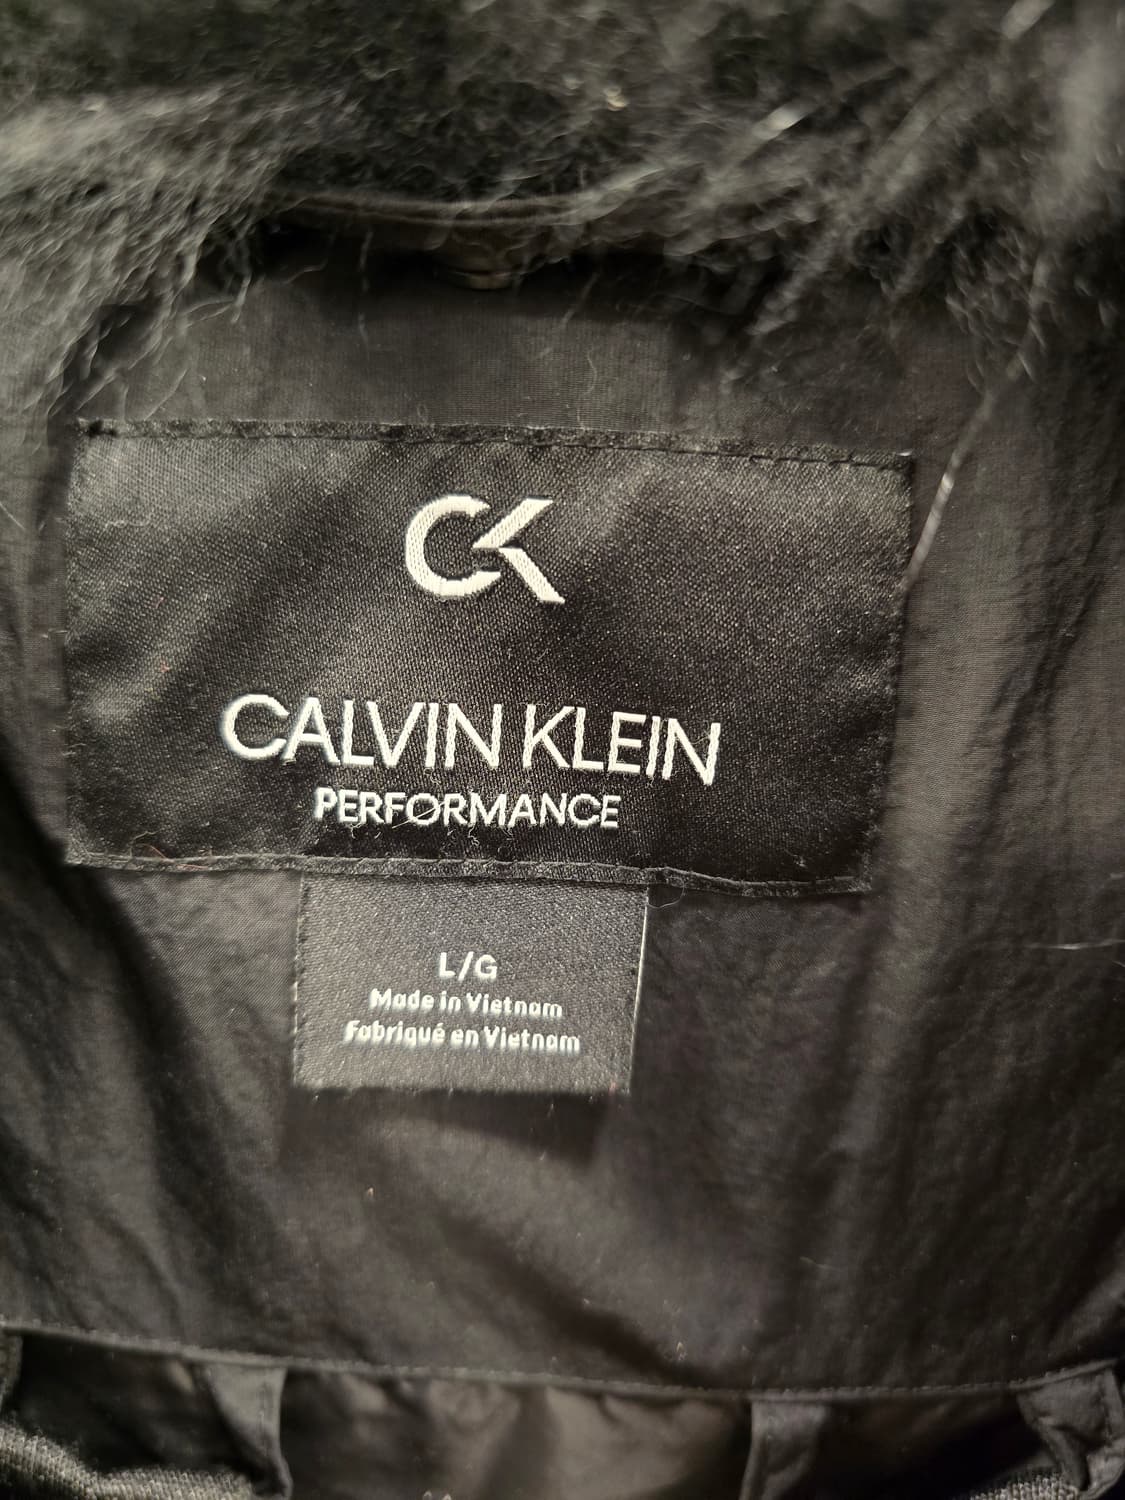 CK
CALVIN KLEIN
PERFORMANCE
L/G
Made in Vietnam
Fabriqué en Vietnam